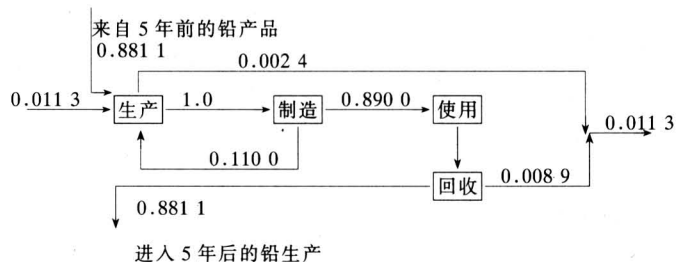 来自 5 年前的铅产品
0.881 1
0.002 4
0.011 3
生产
1.0
制造
0.890 0
使用
0.011 3
0.110 0
回收
0.008 9
0.881 1
进入 5 年后的铅生产